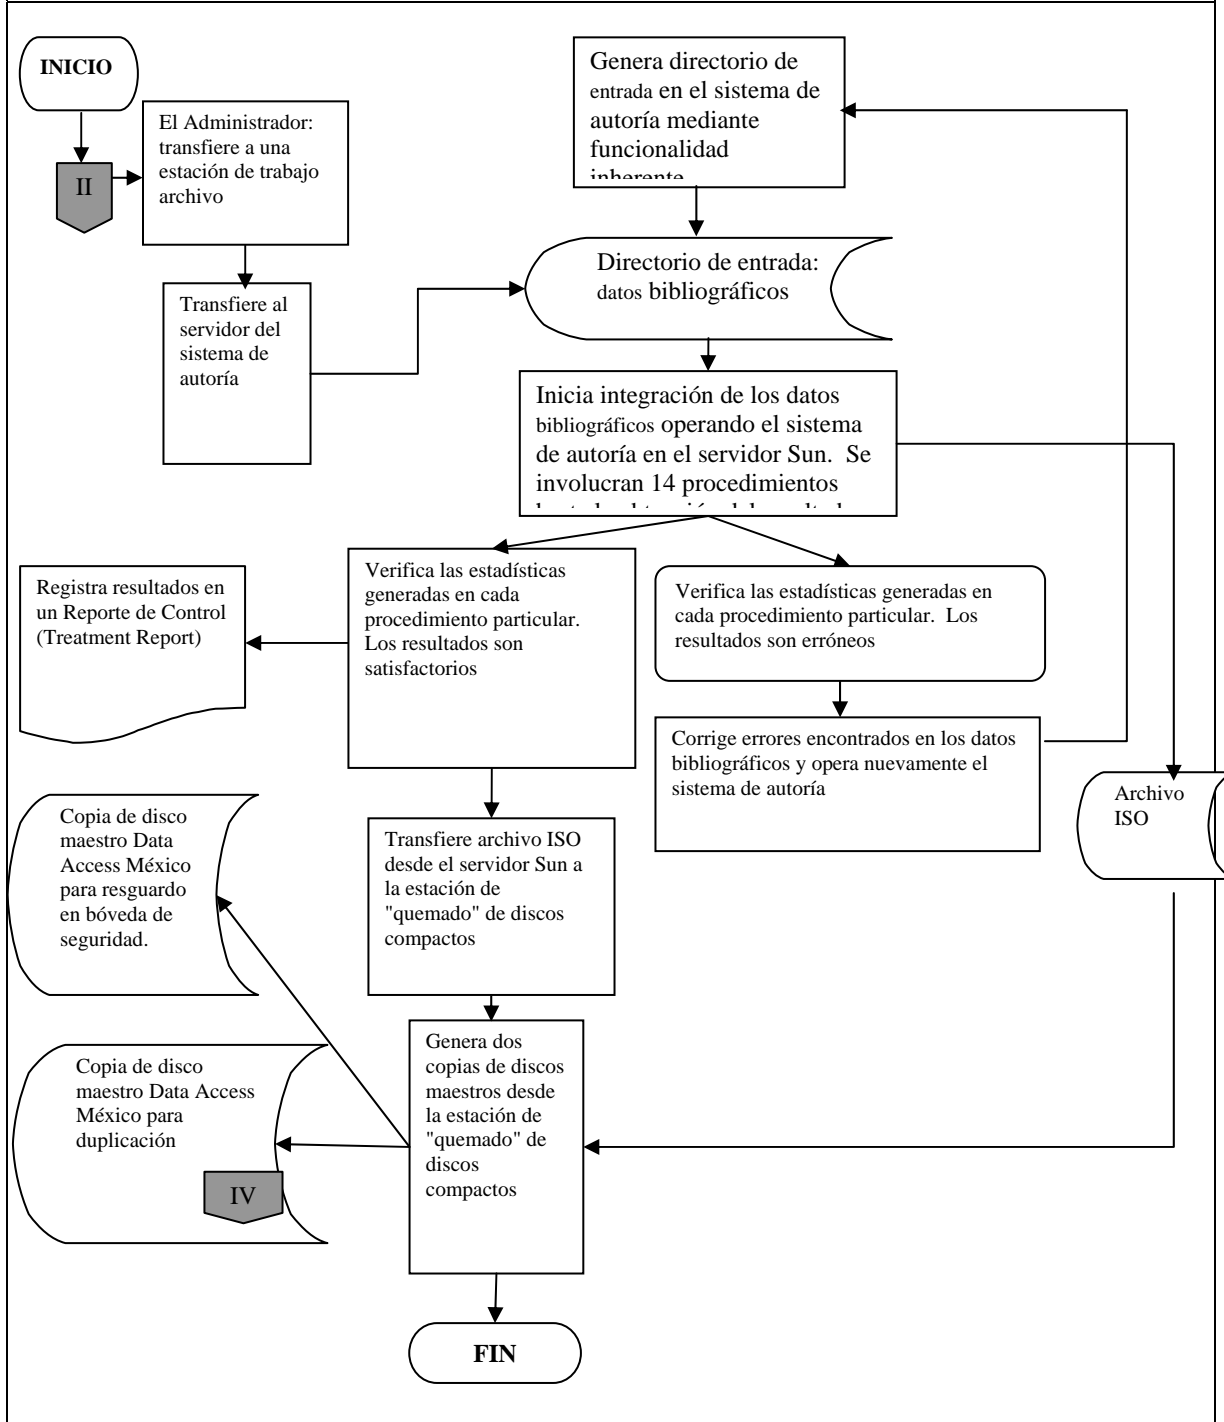 INICIO
II
El Administrador:
transfiere a una
estación de trabajo
archivo
Transfiere al
servidor del
sistema de
autoría
Genera directorio de
entrada en el sistema de
autoría mediante
funcionalidad
inherente
Directorio de entrada:
datos bibliográficos
Inicia integración de los datos
bibliográficos operando el sistema
de autoría en el servidor Sun.  Se
involucran 14 procedimientos
Verifica las estadísticas
generadas en cada
procedimiento particular.
Los resultados son
satisfactorios
Verifica las estadísticas generadas en
cada procedimiento particular.  Los
resultados son erróneos
Registra resultados en
un Reporte de Control
(Treatment Report)
Corrige errores encontrados en los datos
bibliográficos y opera nuevamente el
sistema de autoría
Archivo
ISO
Copia de disco
maestro Data
Access México
para resguardo
en bóveda de
seguridad.
Transfiere archivo ISO
desde el servidor Sun a
la estación de
"quemado" de discos
compactos
Copia de disco
maestro Data Access
México para
duplicación
IV
Genera dos
copias de discos
maestros desde
la estación de
"quemado" de
discos
compactos
FIN